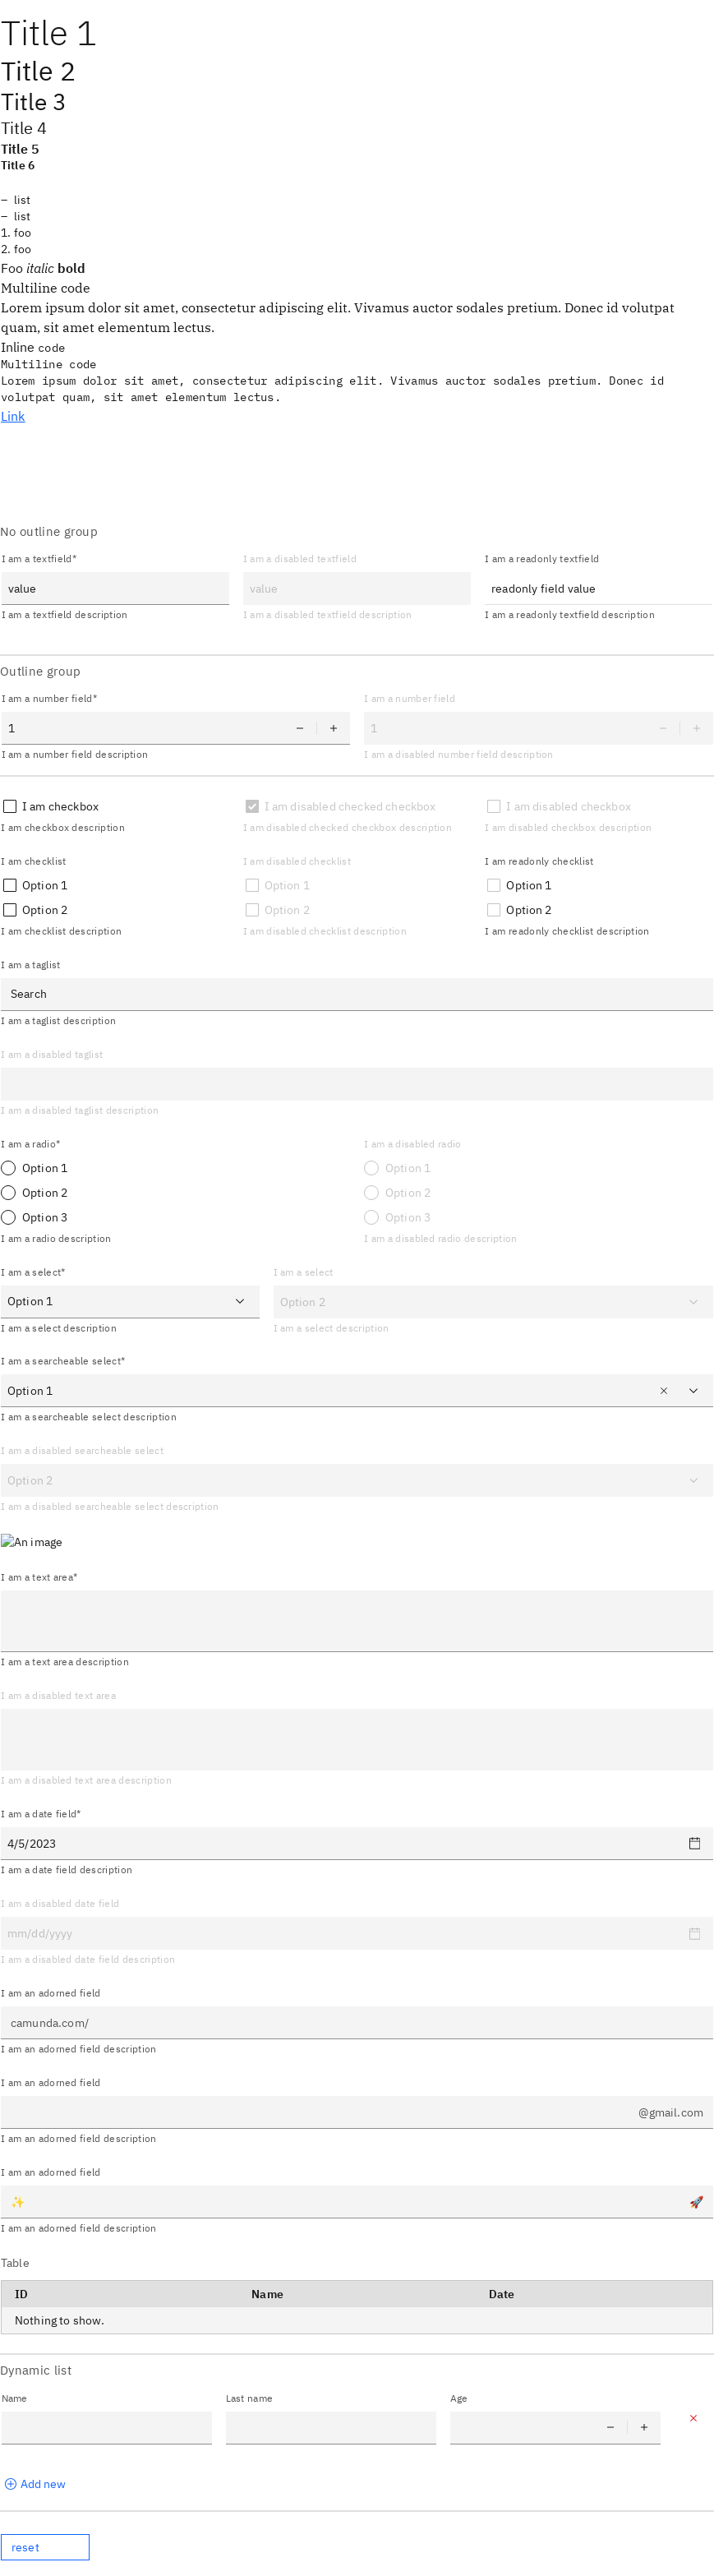 Title 1
Title 2
Title 3
Title 4
Title 5
Title 6
– list
– list
1. foo
2. foo
Foo italic bold
Multiline code
Lorem ipsum dolor sit amet, consectetur adipiscing elit. Vivamus auctor sodales pretium. Donec id volutpat
quam, sit amet elementum lectus.
Inline code
Multiline code
Lorem ipsum dolor sit amet, consectetur adipiscing elit. Vivamus auctor sodales pretium. Donec id
volutpat quam, sit amet elementum lectus.
Link
No outline group
I am a textfield* I am a disabled textfield I am a readonly textfield
value value readonly field value
I am a textfield description I am a disabled textfield description I am a readonly textfield description
Outline group
I am a number field* I am a number field
1 1
I am a number field description I am a disabled number field description
I am checkbox I am disabled checked checkbox I am disabled checkbox
I am checkbox description I am disabled checked checkbox description I am disabled checkbox description
I am checklist I am disabled checklist I am readonly checklist
Option 1 Option 1 Option 1
Option 2 Option 2 Option 2
I am checklist description I am disabled checklist description I am readonly checklist description
I am a taglist
Search
I am a taglist description
I am a disabled taglist
I am a disabled taglist description
I am a radio* I am a disabled radio
Option 1 Option 1
Option 2 Option 2
Option 3 Option 3
I am a radio description I am a disabled radio description
I am a select* I am a select
Option 1 Option 2
I am a select description I am a select description
I am a searcheable select*
Option 1
I am a searcheable select description
I am a disabled searcheable select
Option 2
I am a disabled searcheable select description
An image
I am a text area*
I am a text area description
I am a disabled text area
I am a disabled text area description
I am a date field*
4/5/2023
I am a date field description
I am a disabled date field
mm/dd/yyyy
I am a disabled date field description
I am an adorned field
camunda.com/
I am an adorned field description
I am an adorned field
@gmail.com
I am an adorned field description
I am an adorned field
✨ 🚀
I am an adorned field description
Table
ID Name Date
Nothing to show.
Dynamic list
Name Last name Age
Add new
reset